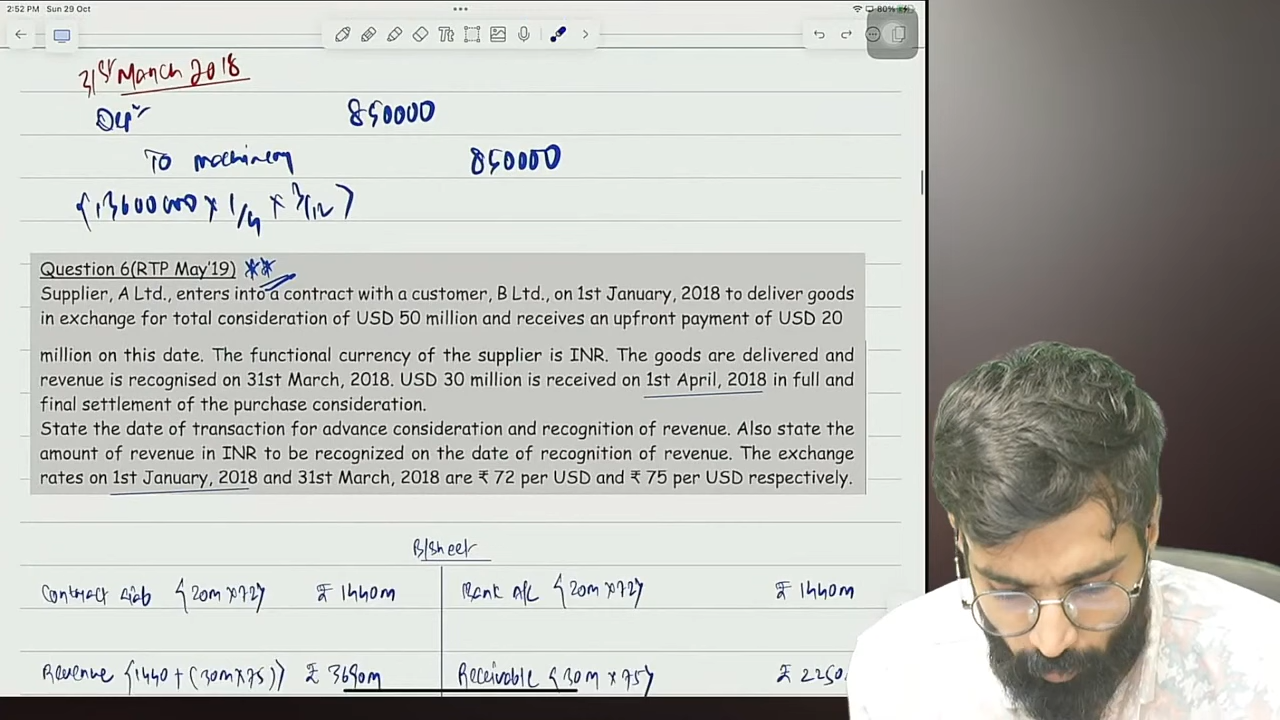 2:52 PM Sun 29 Oct
80%
31st March 2018
Depn 850000
To machinery 850000
{13600000 x 1/4 x 3/12}
Question 6(RTP May'19) **
Supplier, A Ltd., enters into a contract with a customer, B Ltd., on 1st January, 2018 to deliver goods
in exchange for total consideration of USD 50 million and receives an upfront payment of USD 20
million on this date. The functional currency of the supplier is INR. The goods are delivered and
revenue is recognised on 31st March, 2018. USD 30 million is received on 1st April, 2018 in full and
final settlement of the purchase consideration.
State the date of transaction for advance consideration and recognition of revenue. Also state the
amount of revenue in INR to be recognized on the date of recognition of revenue. The exchange
rates on 1st January, 2018 and 31st March, 2018 are ₹ 72 per USD and ₹ 75 per USD respectively.
B/Sheet
Contract Liab {20m x 72} ₹ 1440m Bank A/c {20m x 72} ₹ 1440m
Revenue {1440 + (30m x 75)} ₹ 3690m Receivable {30m x 75} ₹ 2250